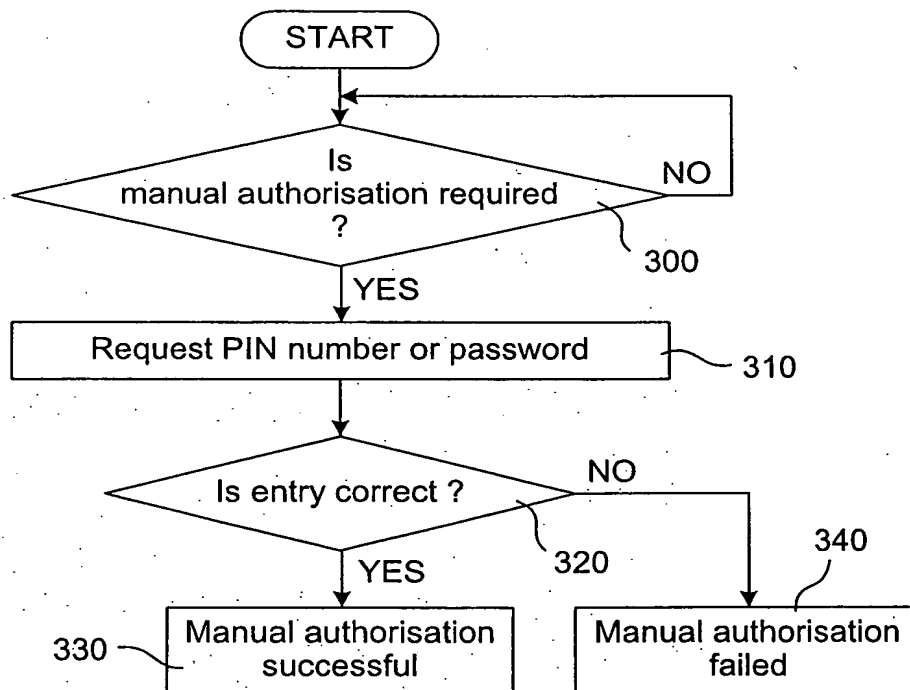 START
Is
manual authorisation required
?
NO
300
YES
Request PIN number or password
310
Is entry correct ?
NO
320
YES
340
330
Manual authorisation
successful
Manual authorisation
failed